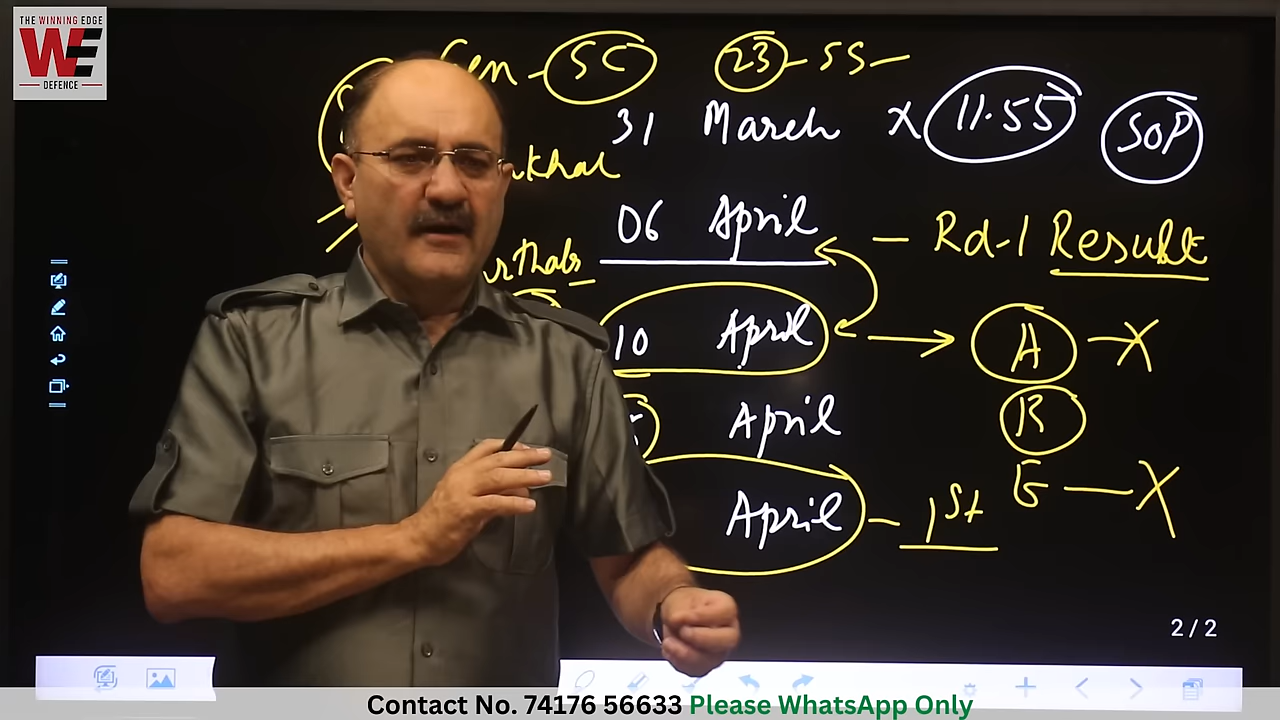 THE WINNING EDGE
WE
DEFENCE
Gen - SC 23 - SS -
31 March x 11.55 SOP
06 April - Rd-1 Result
10 April → A - X
April R
April - 1st E - X
2/2
Contact No. 74176 56633 Please WhatsApp Only